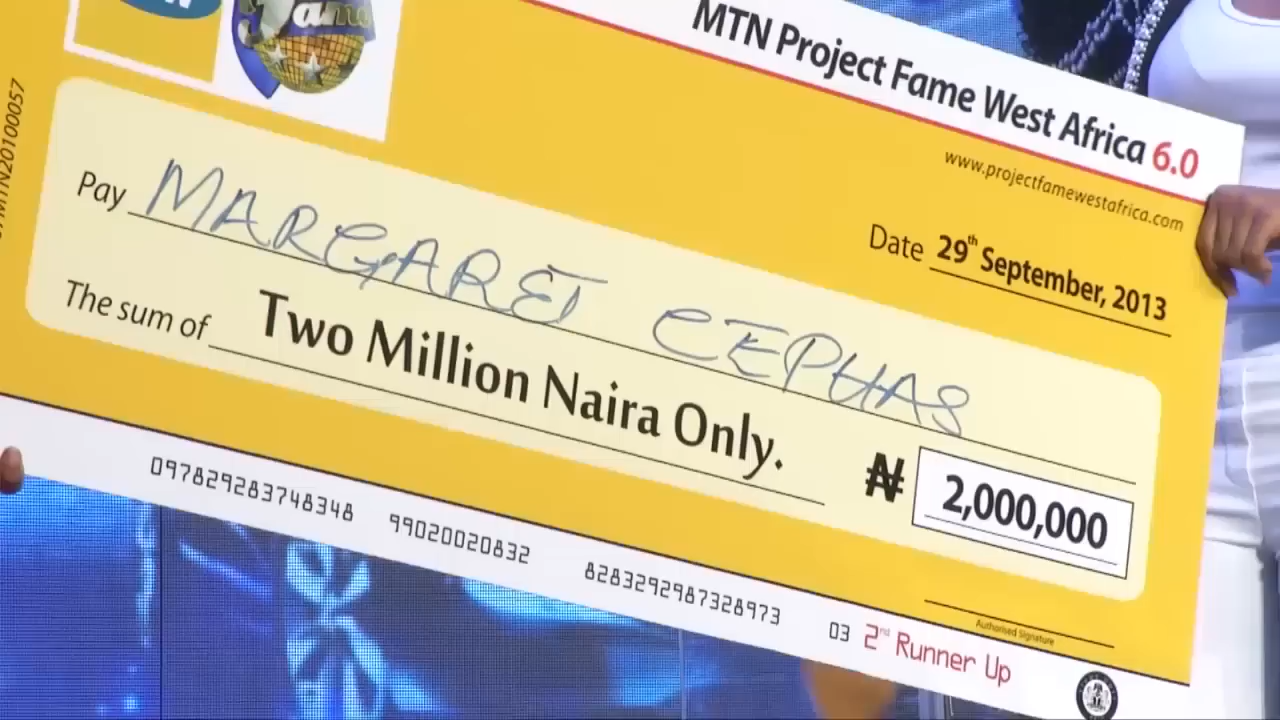 MTN Project Fame West Africa 6.0
www.projectfamewestafrica.com
Date 29th September, 2013
Pay MARGARET CEPHAS
The sum of Two Million Naira Only.
₦ 2,000,000
Authorised Signature
097829283748348 99020020832 8283292987328973 03 2nd Runner Up